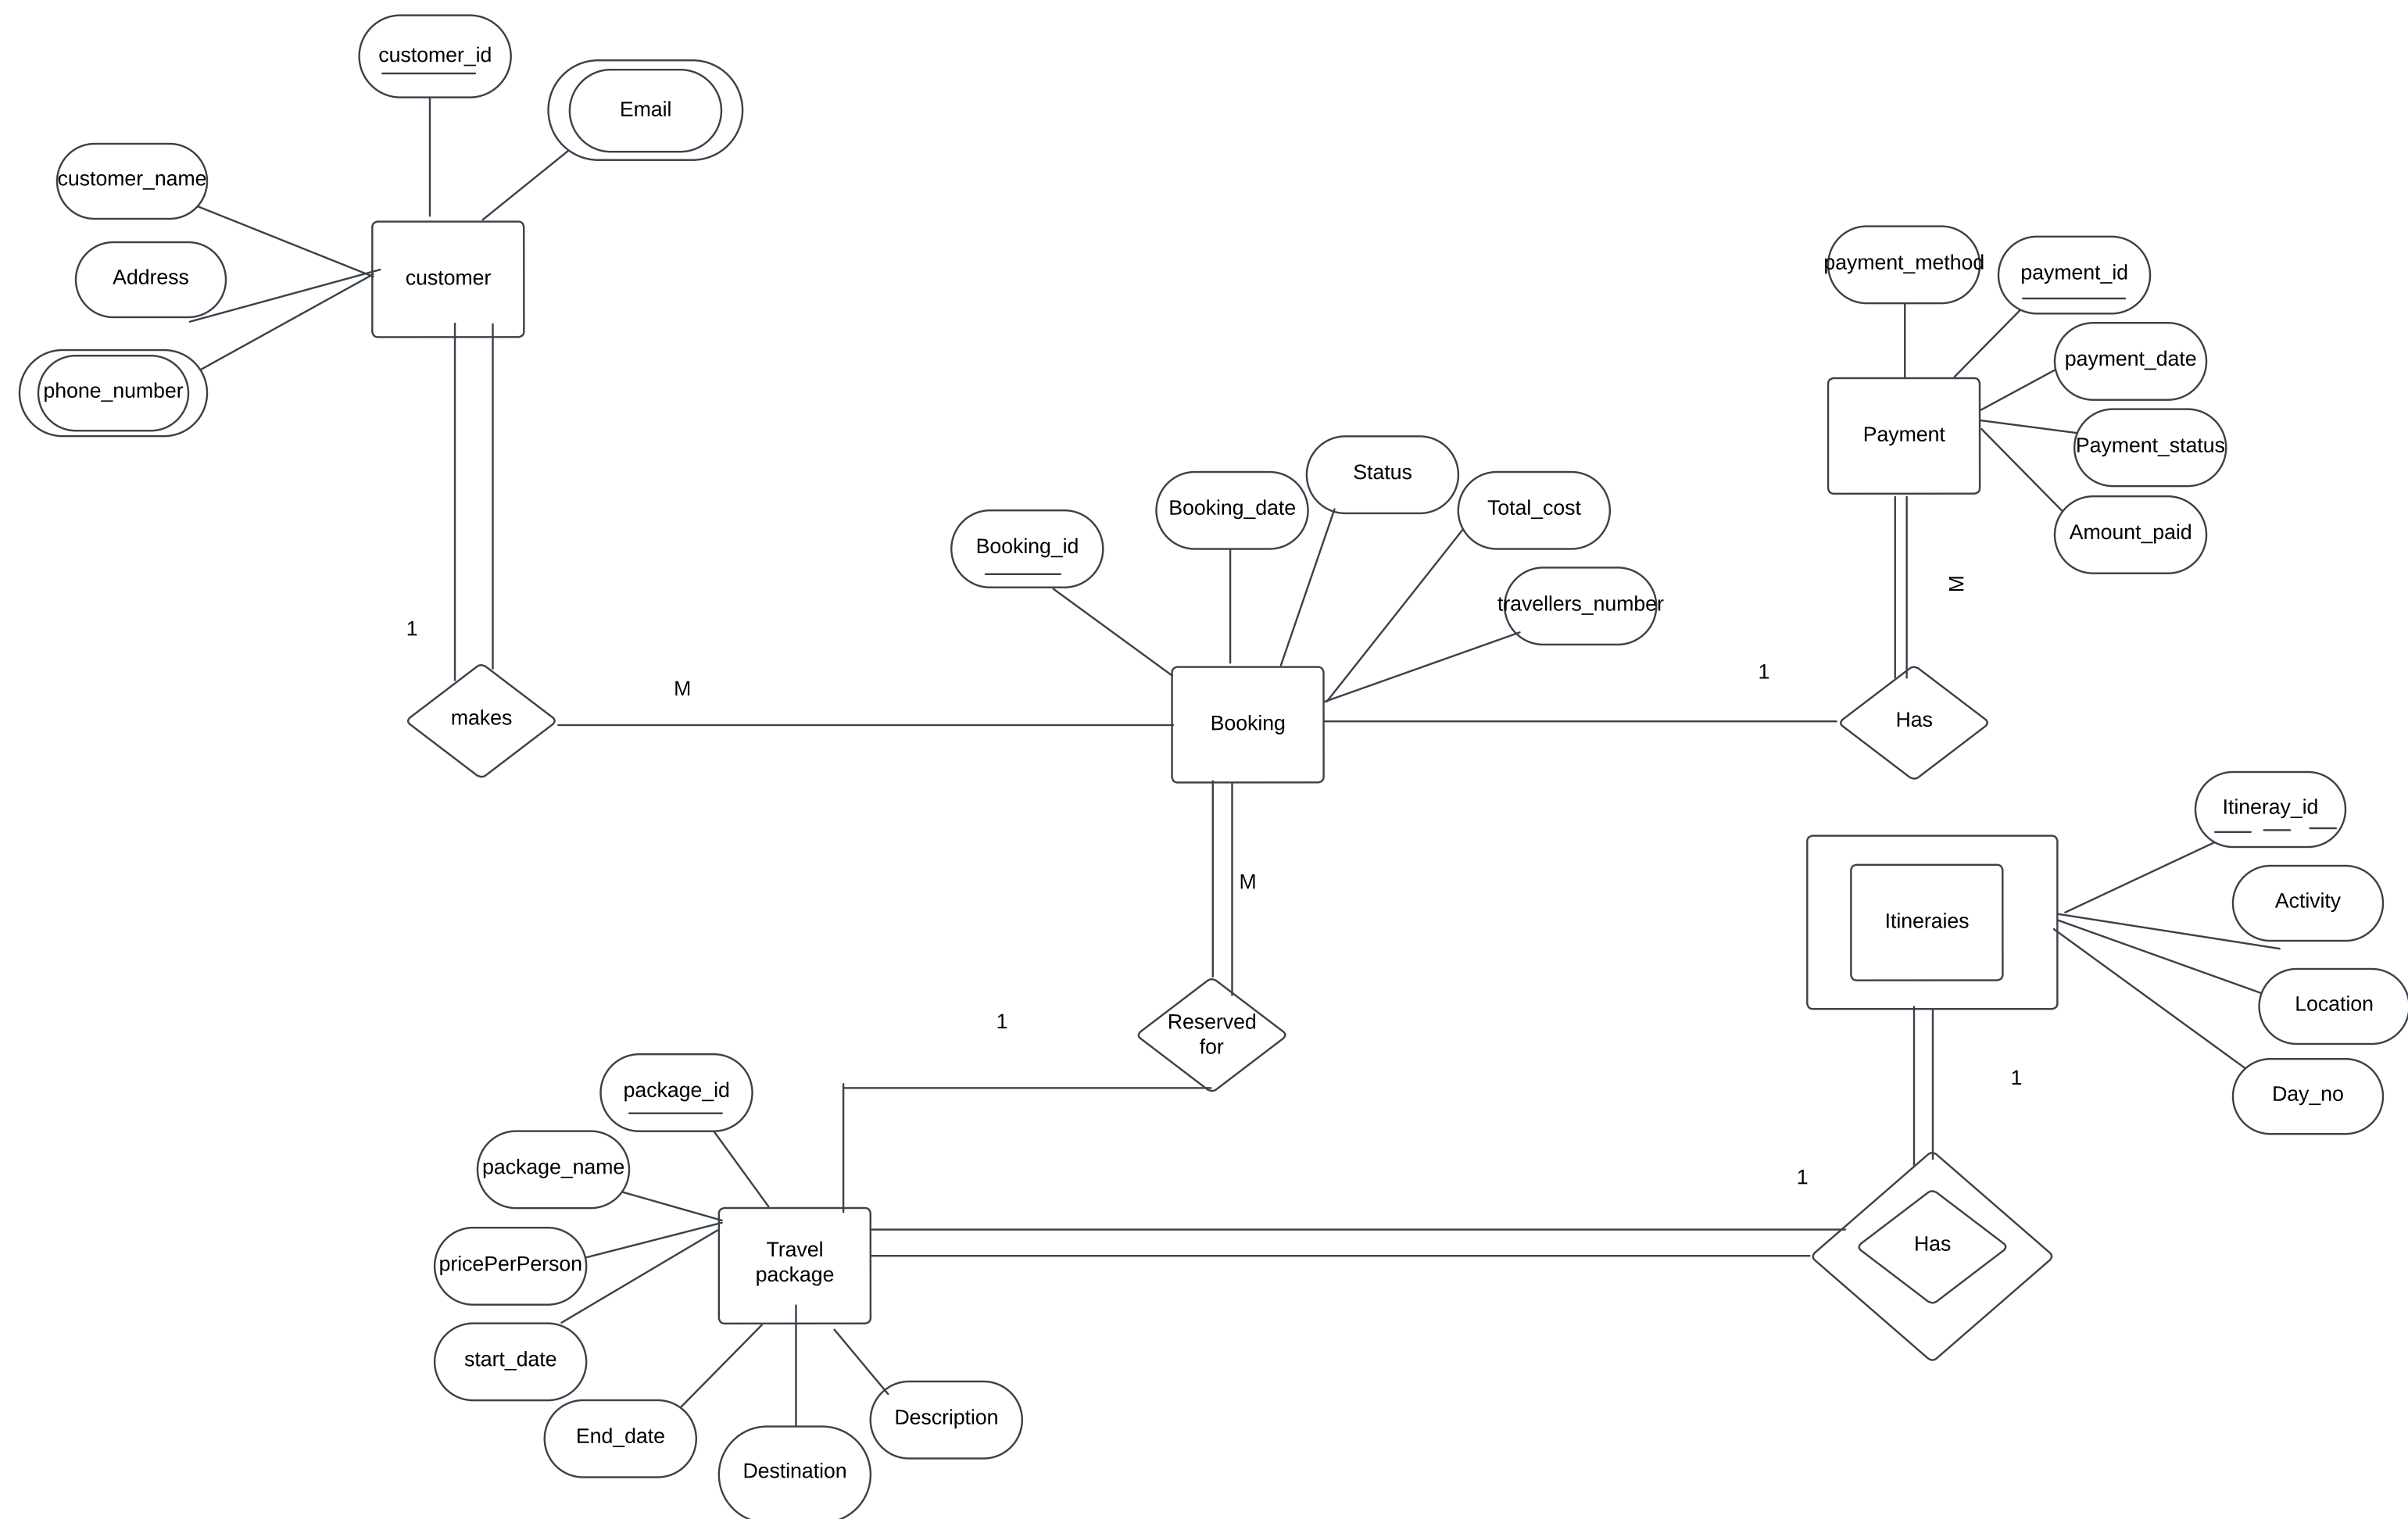 customer_id
Email
customer_name
Address
customer
phone_number
payment_method
payment_id
payment_date
Payment
Payment_status
Amount_paid
Status
Booking_date
Total_cost
Booking_id
travellers_number
M
1
M
1
makes
Booking
Has
Itineray_id
M
Activity
Itineraies
Location
1
Reserved
for
1
Day_no
package_id
package_name
1
Travel
package
pricePerPerson
Has
start_date
End_date
Description
Destination